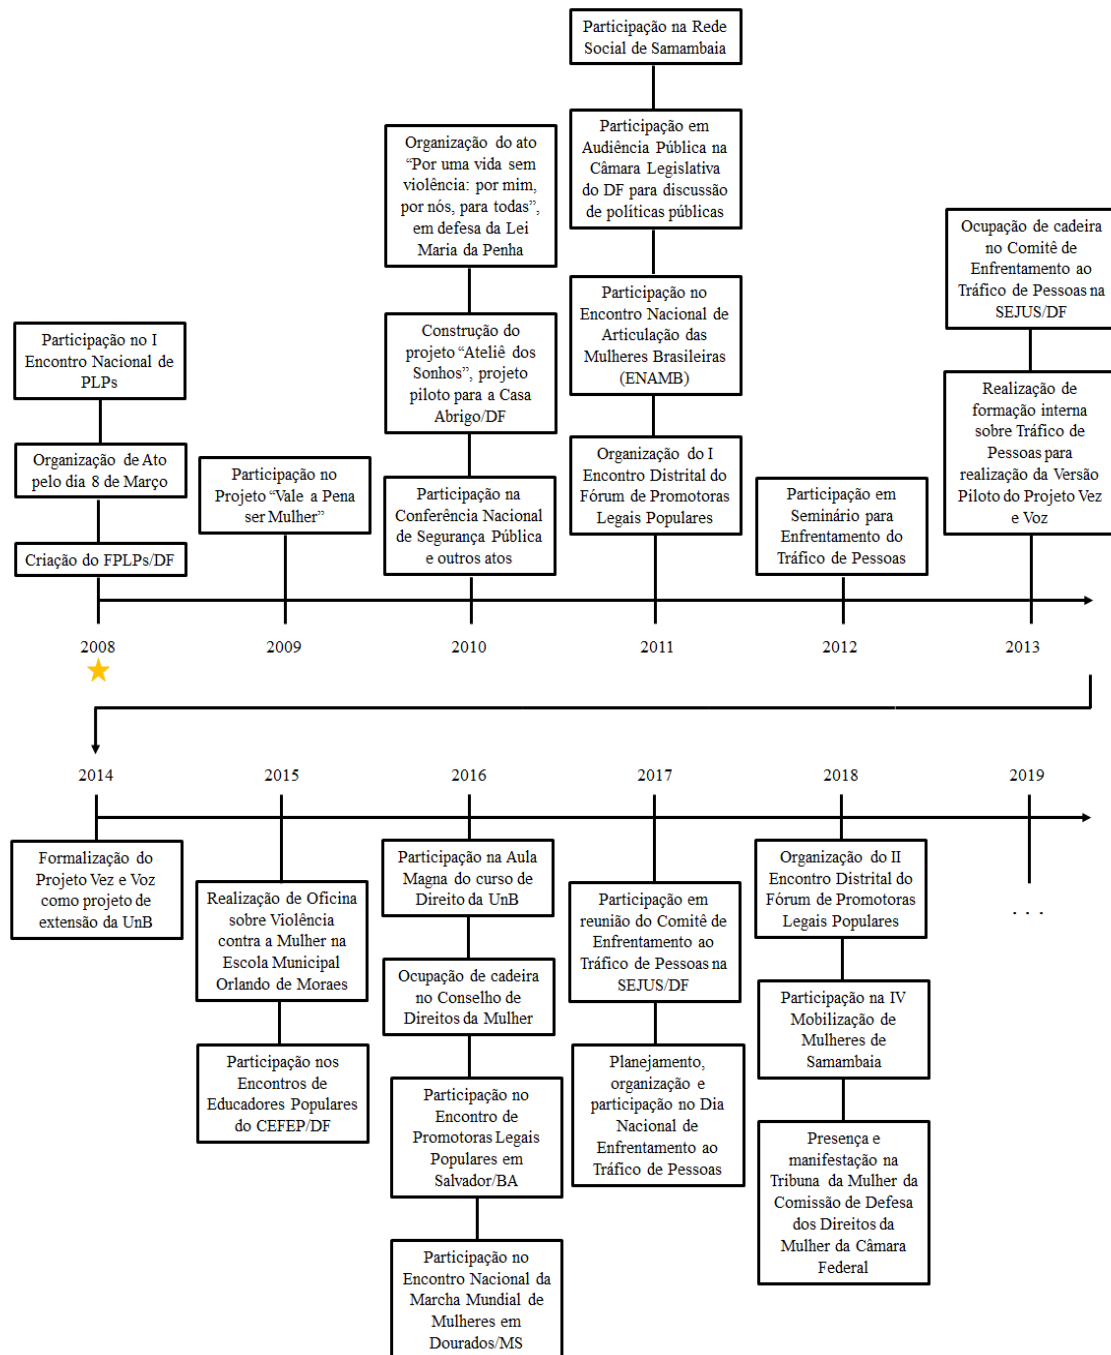 Participação na Rede
Social de Samambaia
Participação em
Audiência Pública na
Câmara Legislativa
do DF para discussão
de políticas públicas
Organização do ato
“Por uma vida sem
violência: por mim,
por nós, para todas”,
em defesa da Lei
Maria da Penha
Ocupação de cadeira
no Comitê de
Enfrentamento ao
Tráfico de Pessoas na
SEJUS/DF
Participação no
Encontro Nacional de
Articulação das
Mulheres Brasileiras
(ENAMB)
Participação no I
Encontro Nacional de
PLPs
Construção do
projeto “Ateliê dos
Sonhos”, projeto
piloto para a Casa
Abrigo/DF
Realização de
formação interna
sobre Tráfico de
Pessoas para
realização da Versão
Piloto do Projeto Vez
e Voz
Organização de Ato
pelo dia 8 de Março
Participação no
Projeto “Vale a Pena
ser Mulher”
Organização do I
Encontro Distrital do
Fórum de Promotoras
Legais Populares
Participação na
Conferência Nacional
de Segurança Pública
e outros atos
Participação em
Seminário para
Enfrentamento do
Tráfico de Pessoas
Criação do FPLPs/DF
2008
2009
2010
2011
2012
2013
2014
2015
2016
2017
2018
2019
Formalização do
Projeto Vez e Voz
como projeto de
extensão da UnB
Realização de Oficina
sobre Violência
contra a Mulher na
Escola Municipal
Orlando de Moraes
Participação nos
Encontros de
Educadores Populares
do CEFEP/DF
Participação na Aula
Magna do curso de
Direito da UnB
Ocupação de cadeira
no Conselho de
Direitos da Mulher
Participação no
Encontro de
Promotoras Legais
Populares em
Salvador/BA
Participação no
Encontro Nacional da
Marcha Mundial de
Mulheres em
Dourados/MS
Participação em
reunião do Comitê de
Enfrentamento ao
Tráfico de Pessoas na
SEJUS/DF
Planejamento,
organização e
participação no Dia
Nacional de
Enfrentamento ao
Tráfico de Pessoas
Organização do II
Encontro Distrital do
Fórum de Promotoras
Legais Populares
Participação na IV
Mobilização de
Mulheres de
Samambaia
Presença e
manifestação na
Tribuna da Mulher da
Comissão de Defesa
dos Direitos da
Mulher da Câmara
Federal
. . .